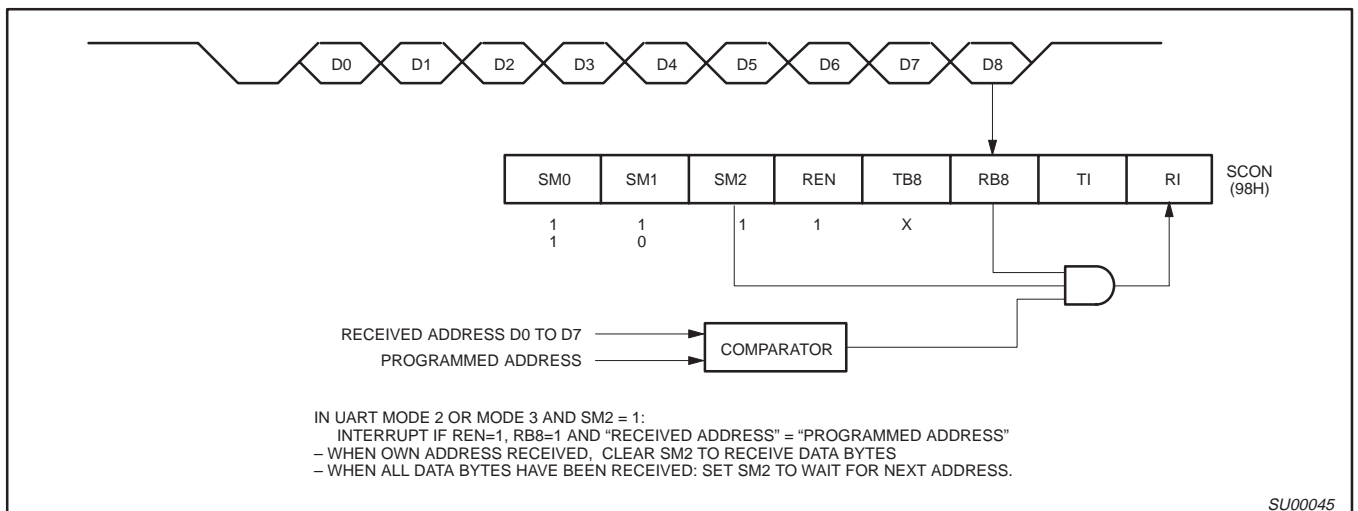 D0 D1 D2 D3 D4 D5 D6 D7 D8
SM0 SM1 SM2 REN TB8 RB8 TI RI
SCON
(98H)
1 1 1 1 X
1 0
RECEIVED ADDRESS D0 TO D7
PROGRAMMED ADDRESS
COMPARATOR
IN UART MODE 2 OR MODE 3 AND SM2 = 1:
INTERRUPT IF REN=1, RB8=1 AND “RECEIVED ADDRESS” = “PROGRAMMED ADDRESS”
– WHEN OWN ADDRESS RECEIVED, CLEAR SM2 TO RECEIVE DATA BYTES
– WHEN ALL DATA BYTES HAVE BEEN RECEIVED: SET SM2 TO WAIT FOR NEXT ADDRESS.
SU00045